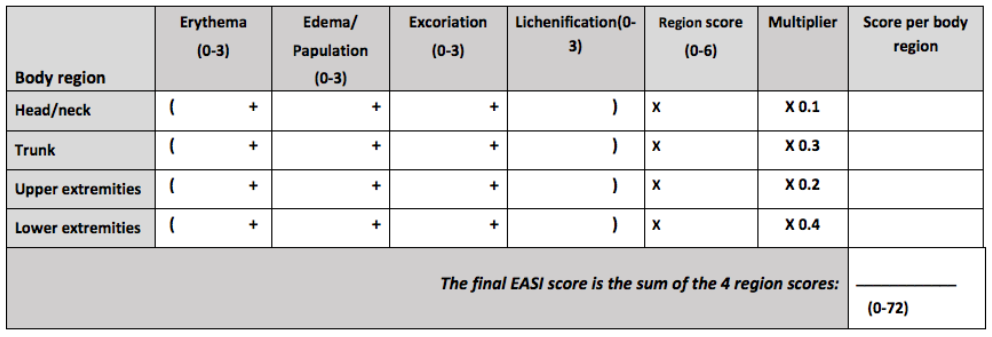 Body region Erythema (0-3) Edema/ Papulation (0-3) Excoriation (0-3) Lichenification(0-3) Region score (0-6) Multiplier Score per body region
Head/neck ( + + + ) X X 0.1
Trunk ( + + + ) X X 0.3
Upper extremities ( + + + ) X X 0.2
Lower extremities ( + + + ) X X 0.4
The final EASI score is the sum of the 4 region scores: ____________
(0-72)